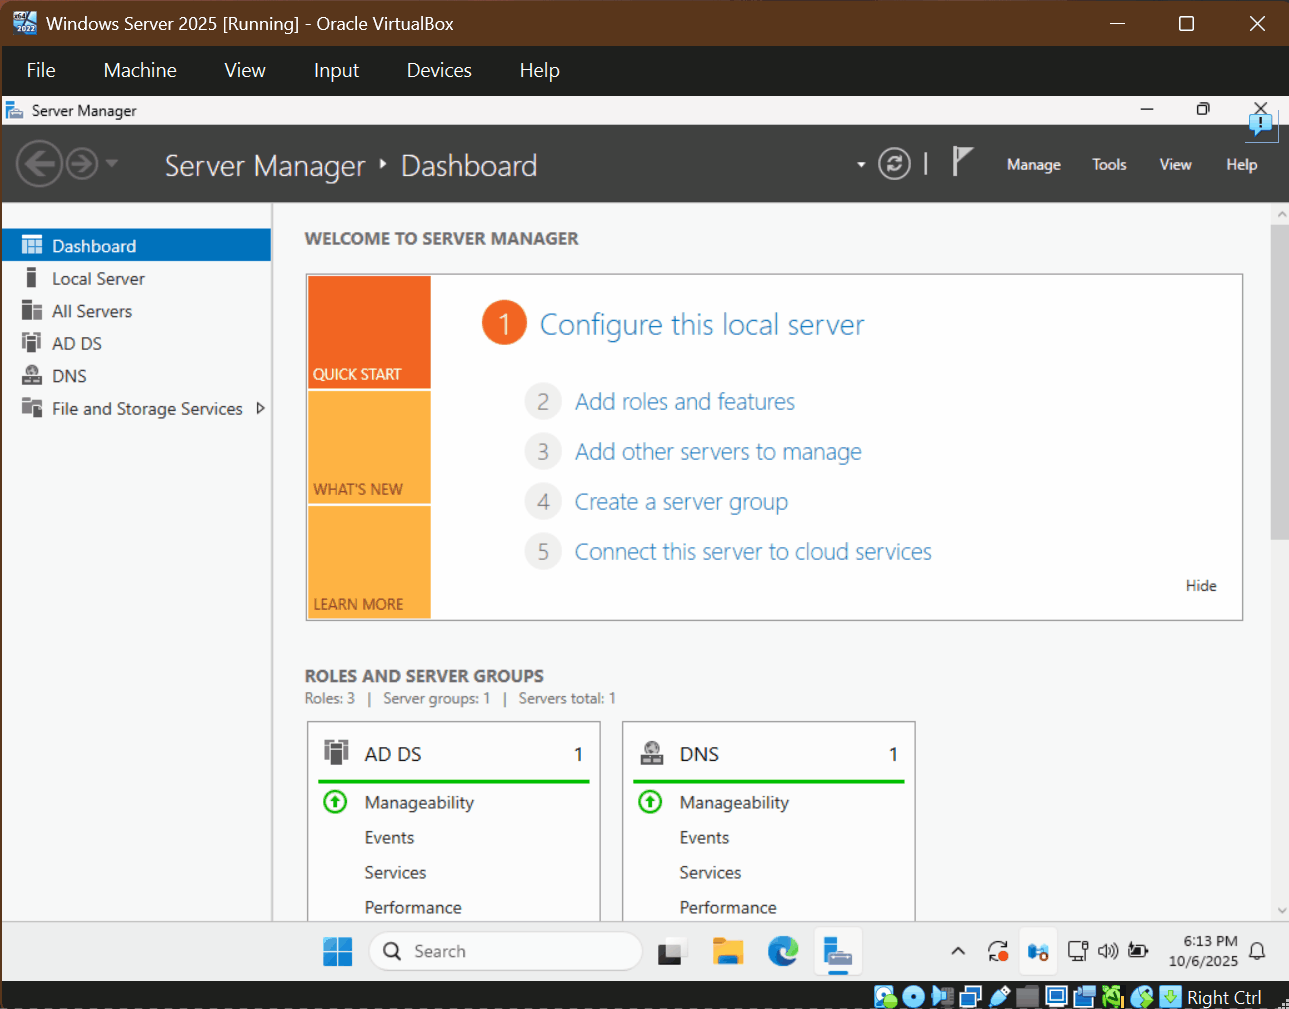 Windows Server 2025 [Running] - Oracle VirtualBox
File Machine View Input Devices Help
Server Manager
Server Manager ‣ Dashboard
Manage Tools View Help
Dashboard
Local Server
All Servers
AD DS
DNS
File and Storage Services
WELCOME TO SERVER MANAGER
QUICK START
WHAT'S NEW
LEARN MORE
1 Configure this local server
2 Add roles and features
3 Add other servers to manage
4 Create a server group
5 Connect this server to cloud services
Hide
ROLES AND SERVER GROUPS
Roles: 3 | Server groups: 1 | Servers total: 1
AD DS 1
Manageability
Events
Services
Performance
DNS 1
Manageability
Events
Services
Performance
Search
6:13 PM
10/6/2025
Right Ctrl